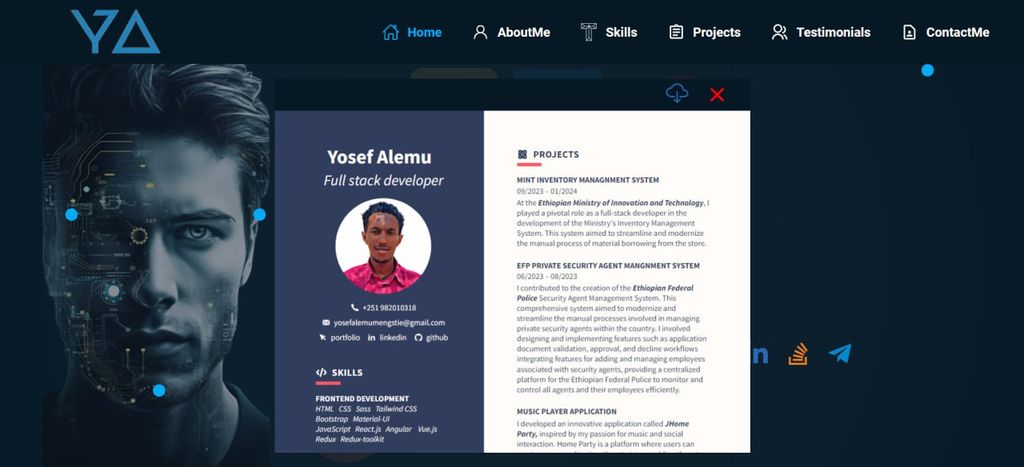 YA
Home
AboutMe
Skills
Projects
Testimonials
ContactMe
Yosef Alemu
Full stack developer
+251 982010318
yosefalemumengstie@gmail.com
portfolio linkedin github
SKILLS
FRONTEND DEVELOPMENT
HTML CSS Sass Tailwind CSS
Bootstrap Material-UI
JavaScript React.js Angular Vue.js
Redux Redux-toolkit
PROJECTS
MINT INVENTORY MANAGNMENT SYSTEM
09/2023 - 01/2024
At the Ethiopian Ministry of Innovation and Technology, I
played a pivotal role as a full-stack developer in the
development of the Ministry's Inventory Management
System. This system aimed to streamline and modernize
the manual process of material borrowing from the store.
EFP PRIVATE SECURITY AGENT MANGNMENT SYSTEM
06/2023 - 08/2023
I contributed to the creation of the Ethiopian Federal
Police Security Agent Management System. This
comprehensive system aimed to modernize and
streamline the manual processes involved in managing
private security agents within the country. I involved
designing and implementing features such as application
document validation, approval, and decline workflows
integrating features for adding and managing employees
associated with security agents, providing a centralized
platform for the Ethiopian Federal Police to monitor and
control all agents and their employees efficiently.
MUSIC PLAYER APPLICATION
I developed an innovative application called JHome
Party, inspired by my passion for music and social
interaction. Home Party is a platform where users can
in